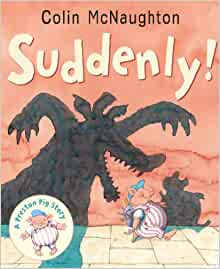 Colin McNaughton
Suddenly!
A Preston Pig Story